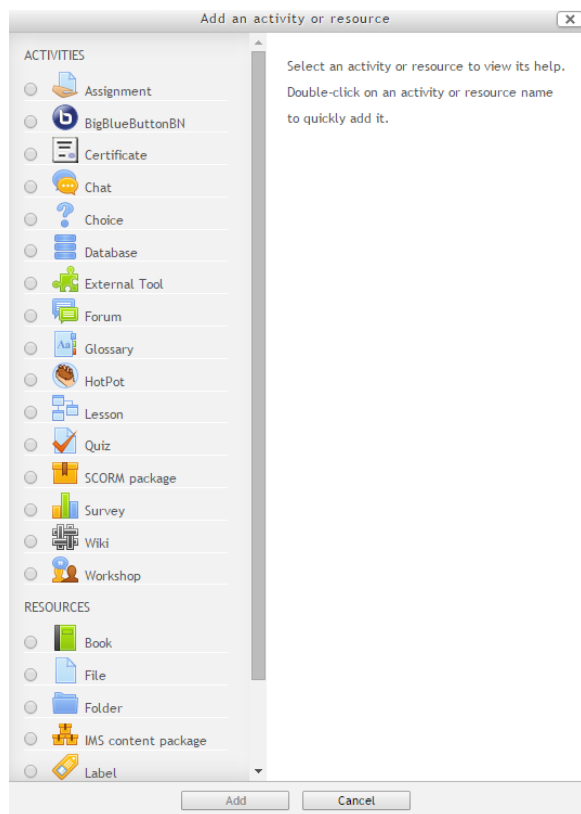 Add an activity or resource
ACTIVITIES
Select an activity or resource to view its help.
Double-click on an activity or resource name
to quickly add it.
Assignment
b BigBlueButtonBN
Certificate
Chat
? Choice
Database
External Tool
Forum
Aa Glossary
HotPot
Lesson
Quiz
SCORM package
Survey
Wiki
Workshop
RESOURCES
Book
File
Folder
IMS content package
Label
Add Cancel